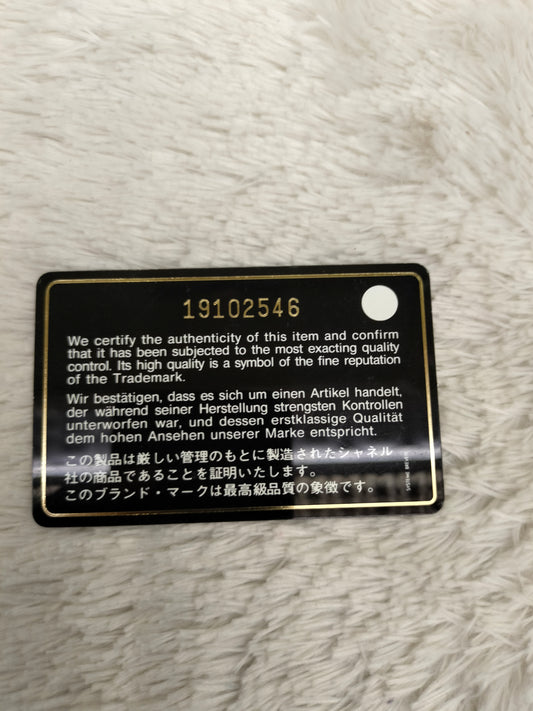 19102546
We certify the authenticity of this item and confirm
that it has been subjected to the most exacting quality
control. Its high quality is a symbol of the fine reputation
of the Trademark.
Wir bestätigen, dass es sich um einen Artikel handelt,
der während seiner Herstellung strengsten Kontrollen
unterworfen war, und dessen erstklassige Qualität
dem hohen Ansehen unserer Marke entspricht.
この製品は厳しい管理のもとに製造されたシャネル
社の商品であることを証明いたします。
このブランド・マークは最高級品質の象徴です。